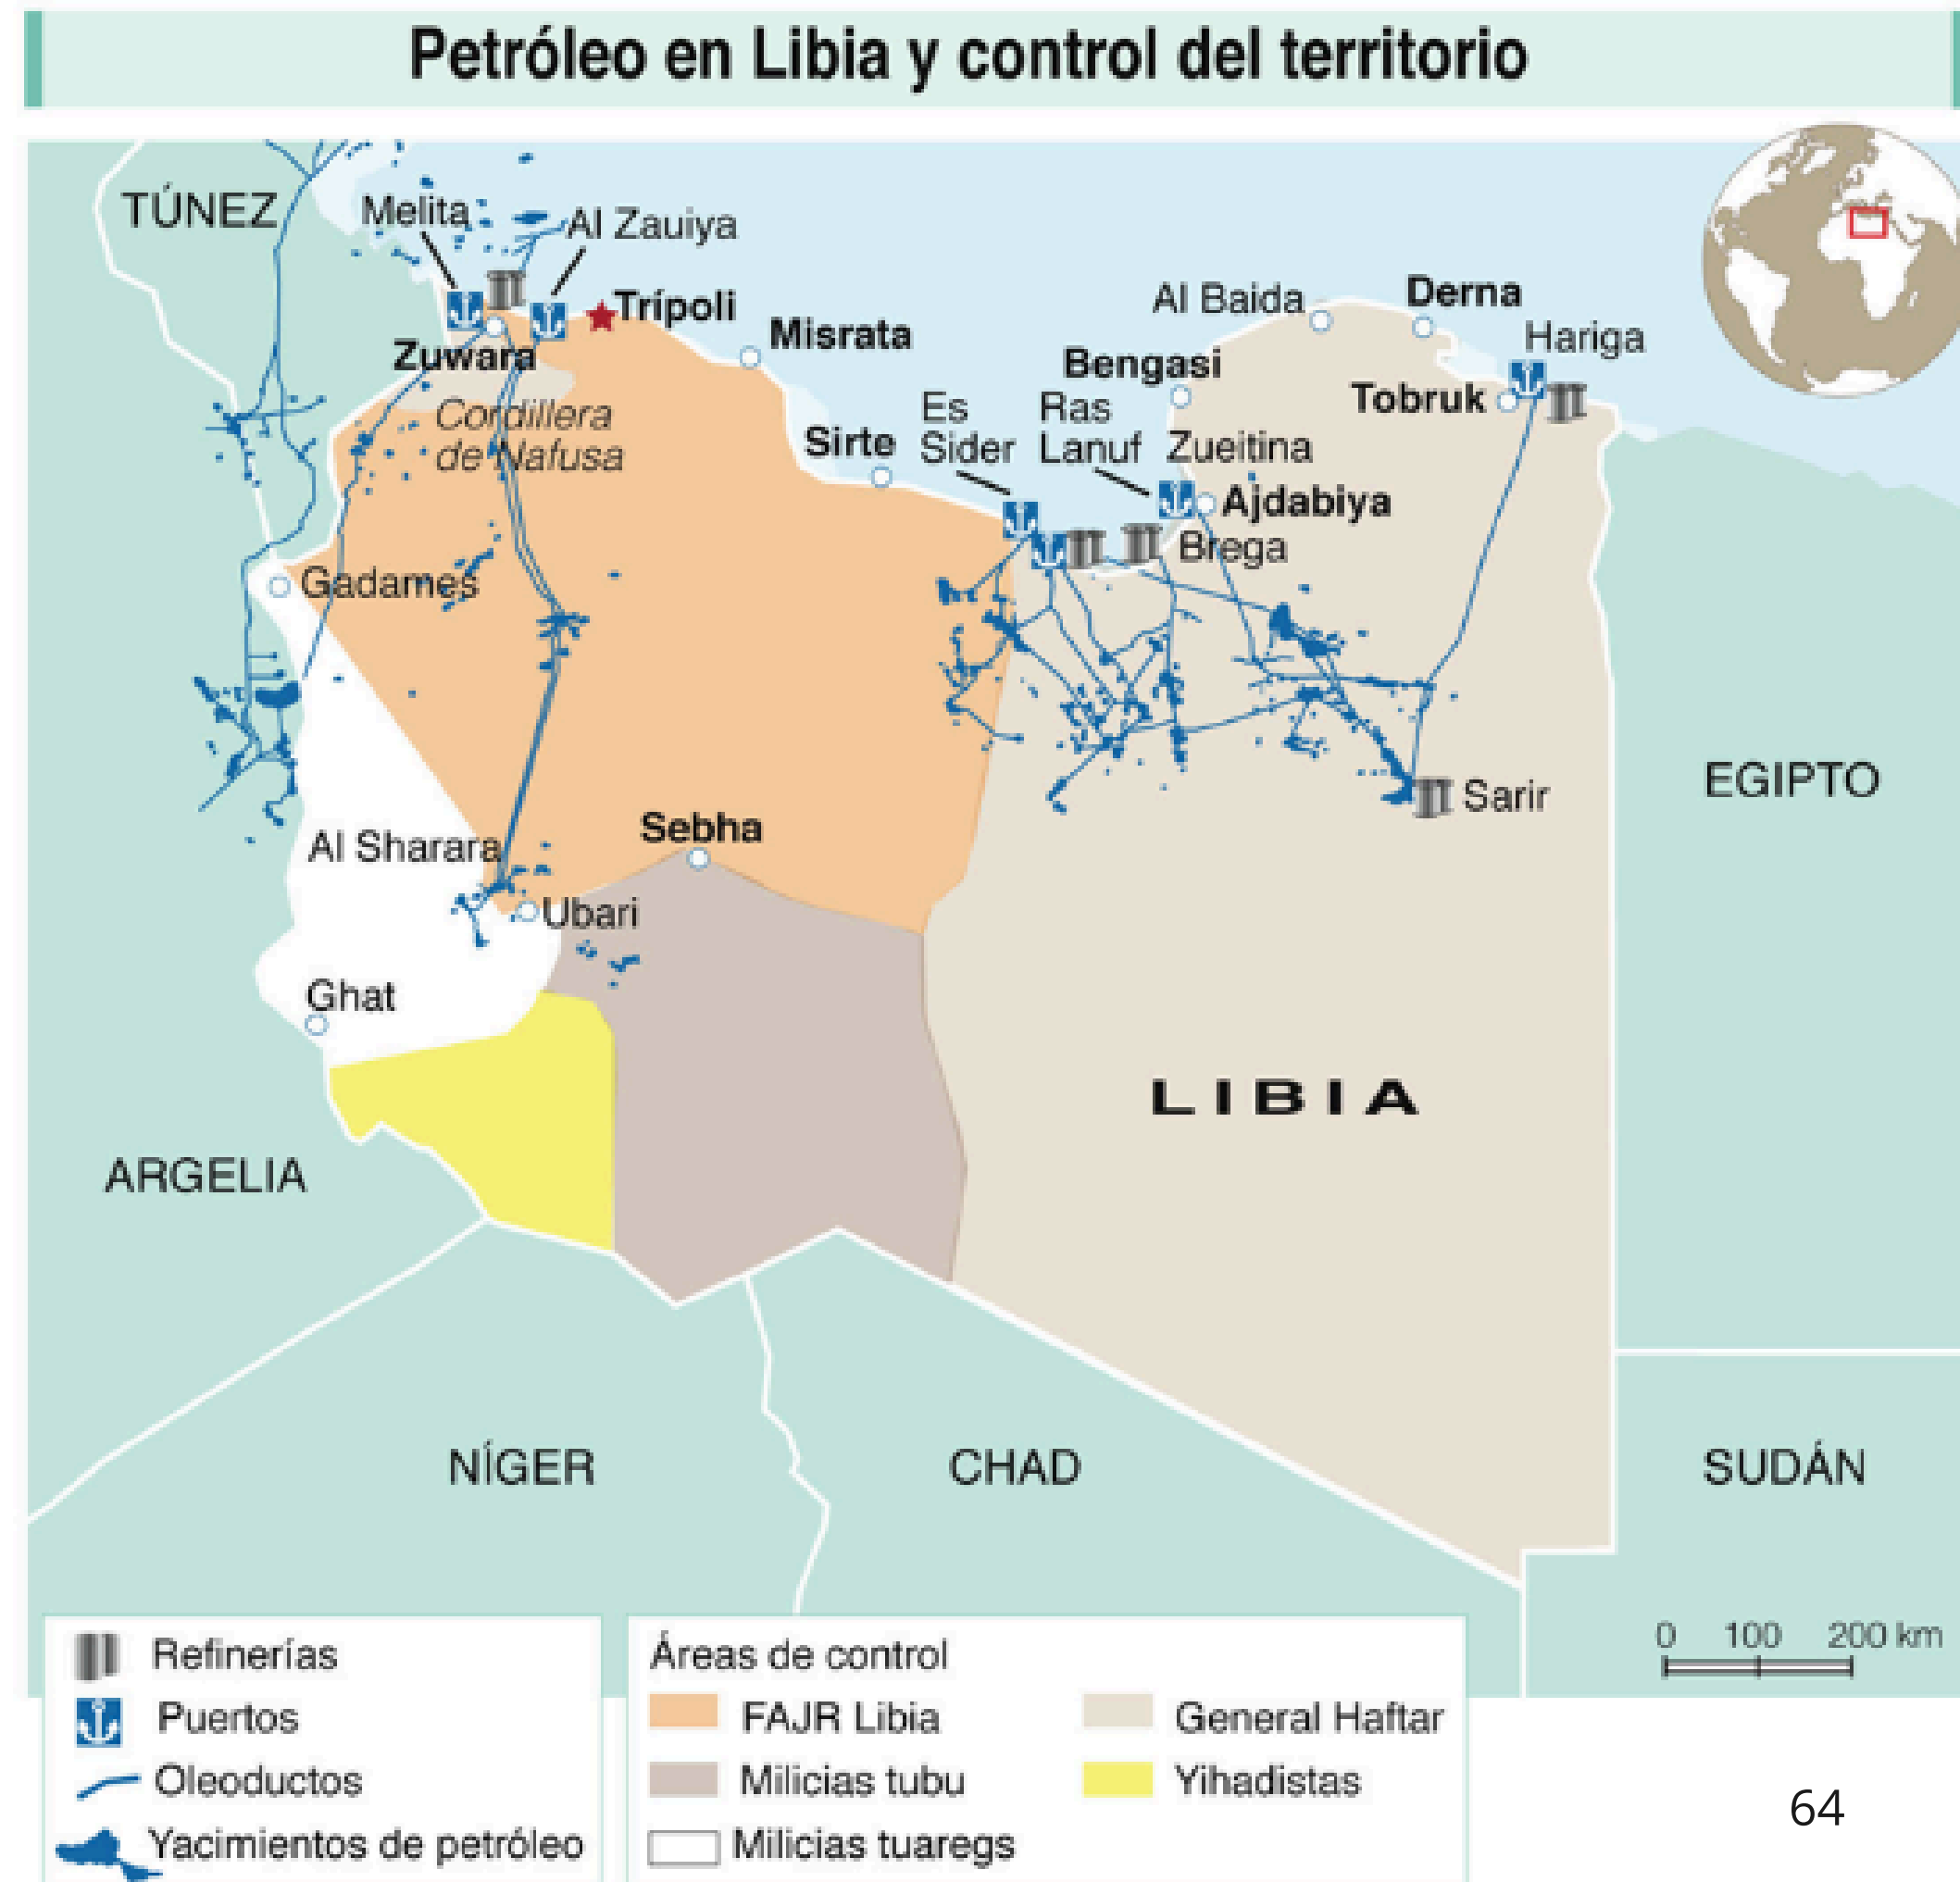 Petróleo en Libia y control del territorio
TÚNEZ
Melita
Al Zauiya
Trípoli
Zuwara
Misrata
Cordillera
de Nafusa
Al Baida
Derna
Hariga
Bengasi
Tobruk
Es
Sider
Ras
Lanuf
Sirte
Zueitina
Ajdabiya
Brega
Gadames
EGIPTO
Sarir
Al Sharara
Sebha
Ubari
Ghat
LIBIA
ARGELIA
NÍGER
CHAD
SUDÁN
0 100 200 km
Refinerías
Puertos
Oleoductos
Yacimientos de petróleo
Áreas de control
FAJR Libia
Milicias tubu
Milicias tuaregs
General Haftar
Yihadistas
64